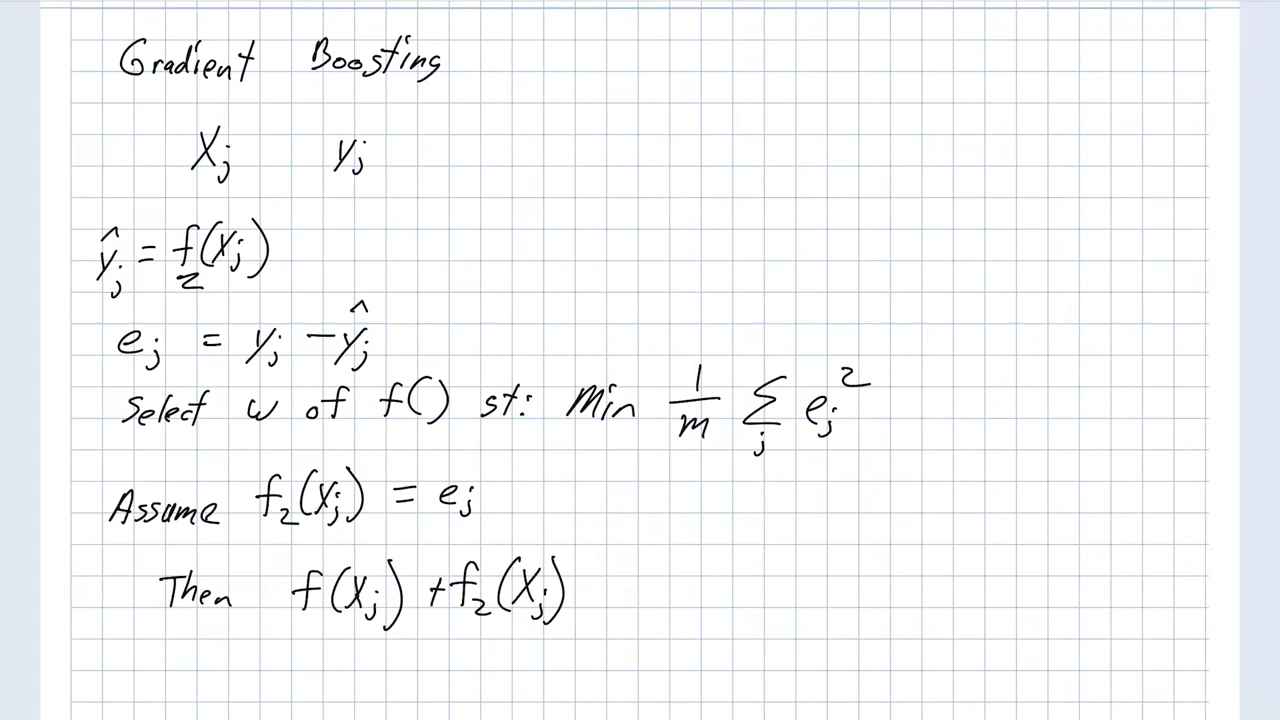 Gradient Boosting
Xj yj
ŷj = f(Xj)
2
ej = yj - ŷj
Select w of f() st: Min 1/m Σj ej²
Assume f₂(Xj) = ej
Then f(Xj) + f₂(Xj)